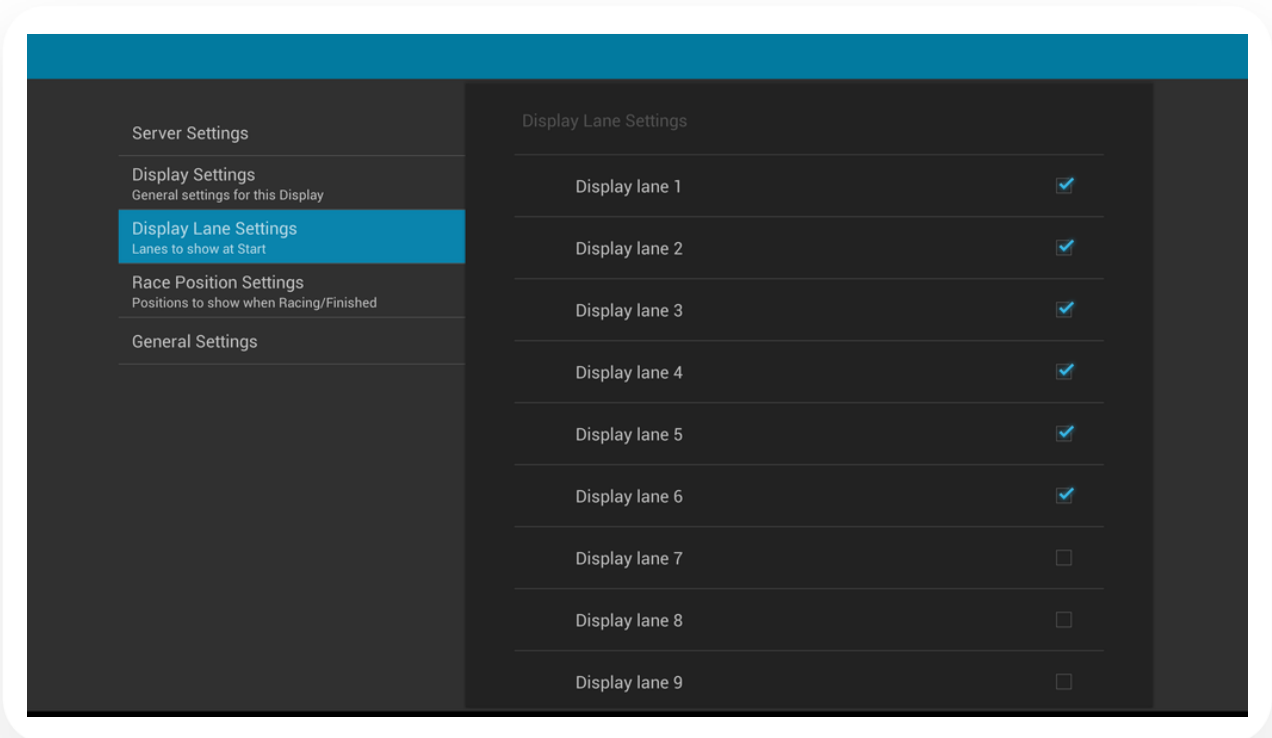 Server Settings
Display Settings
General settings for this Display
Display Lane Settings
Lanes to show at Start
Race Position Settings
Positions to show when Racing/Finished
General Settings
Display Lane Settings
Display lane 1
Display lane 2
Display lane 3
Display lane 4
Display lane 5
Display lane 6
Display lane 7
Display lane 8
Display lane 9